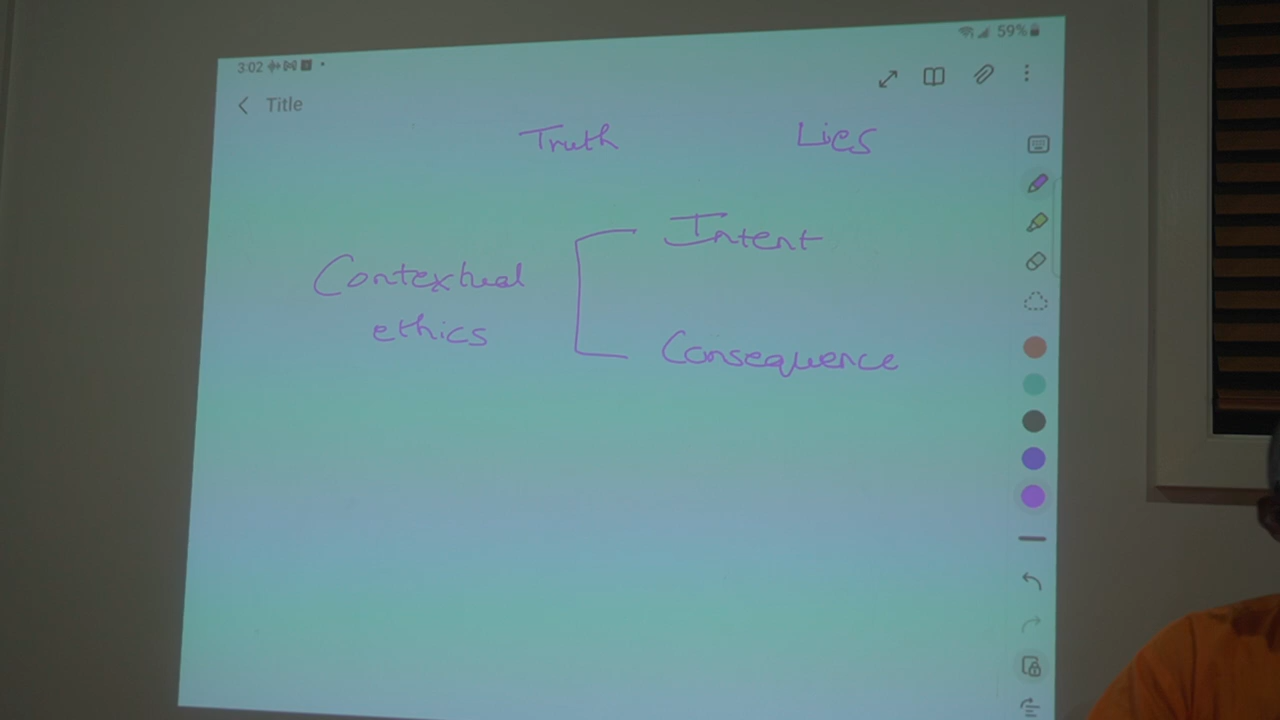 3:02
59%
Title
Truth Lies
Intent
Contextual
ethics
Consequence